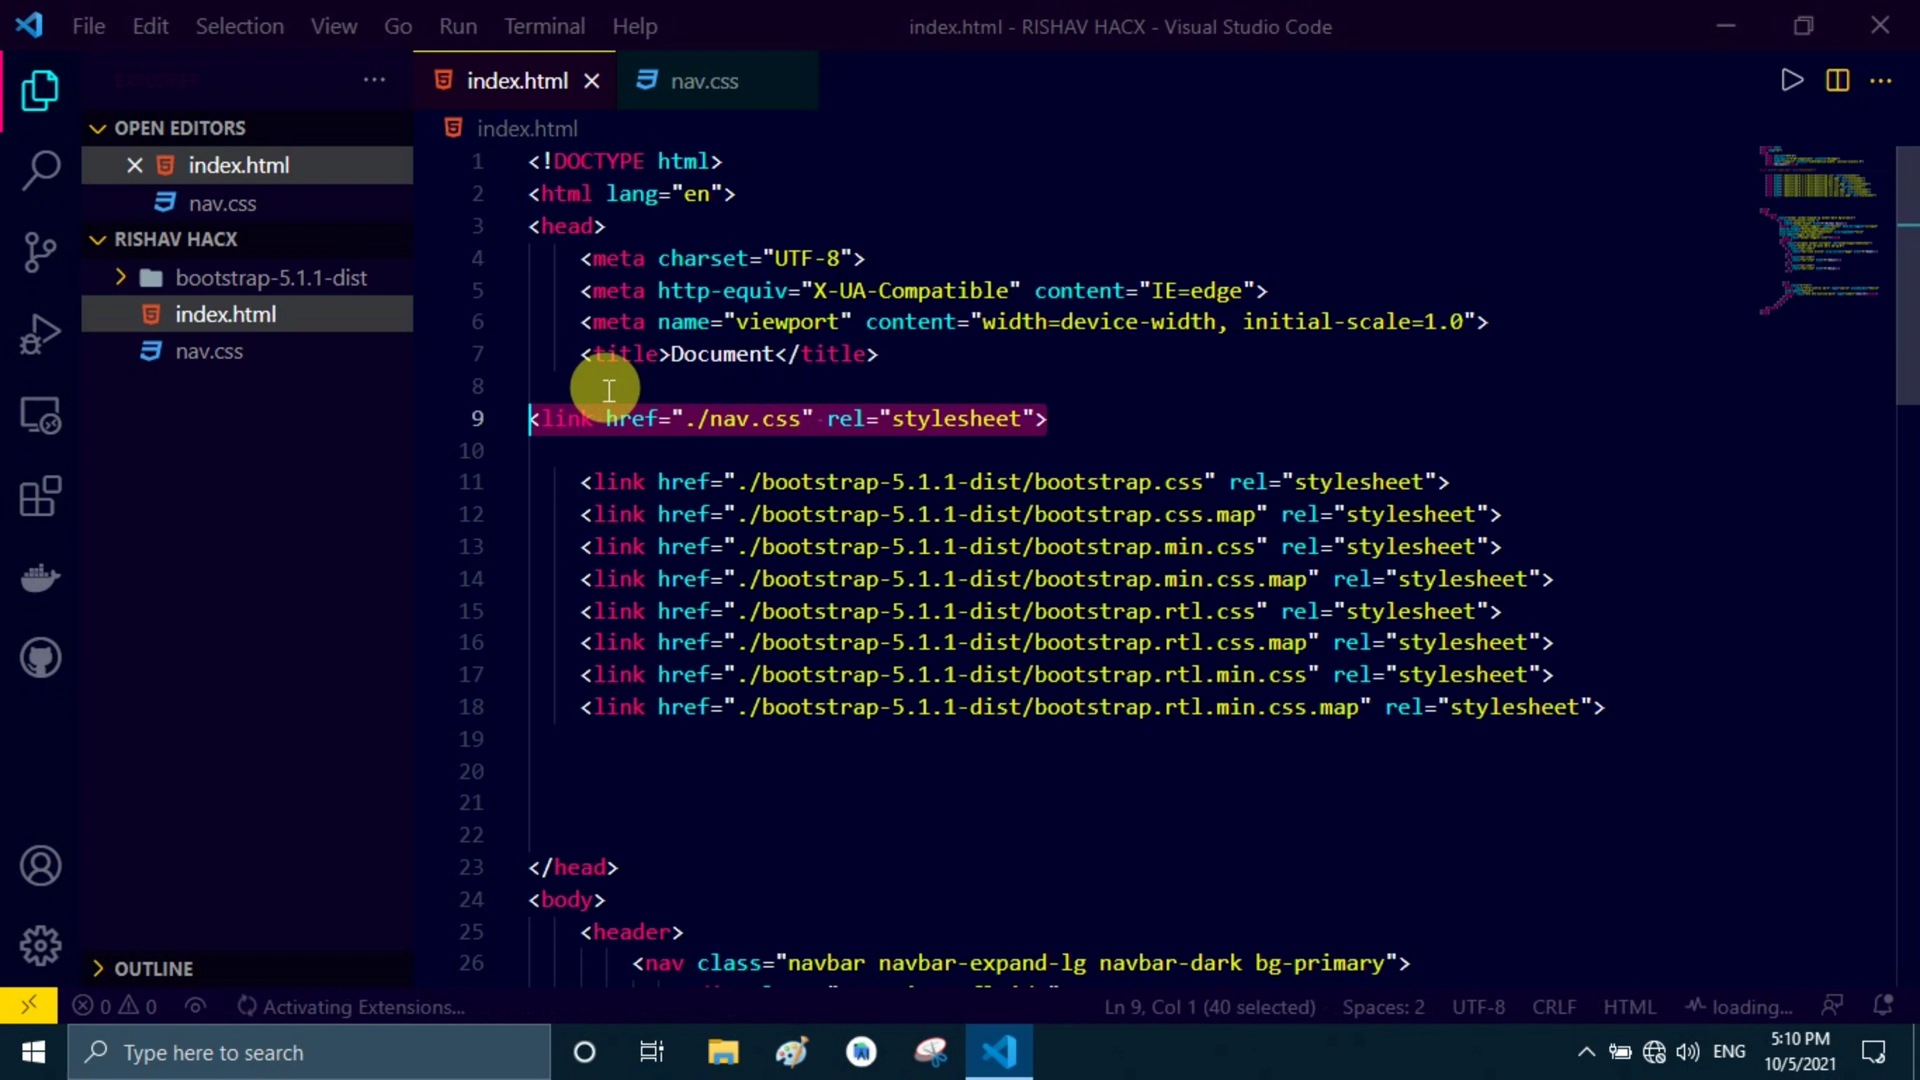 File Edit Selection View Go Run Terminal Help
index.html - RISHAV HACX - Visual Studio Code
EXPLORER
index.html
nav.css
OPEN EDITORS
index.html
nav.css
RISHAV HACX
bootstrap-5.1.1-dist
index.html
nav.css
OUTLINE
index.html
1 <!DOCTYPE html>
2 <html lang="en">
3 <head>
4 <meta charset="UTF-8">
5 <meta http-equiv="X-UA-Compatible" content="IE=edge">
6 <meta name="viewport" content="width=device-width, initial-scale=1.0">
7 <title>Document</title>
8
9 <link href="./nav.css" rel="stylesheet">
10
11 <link href="./bootstrap-5.1.1-dist/bootstrap.css" rel="stylesheet">
12 <link href="./bootstrap-5.1.1-dist/bootstrap.css.map" rel="stylesheet">
13 <link href="./bootstrap-5.1.1-dist/bootstrap.min.css" rel="stylesheet">
14 <link href="./bootstrap-5.1.1-dist/bootstrap.min.css.map" rel="stylesheet">
15 <link href="./bootstrap-5.1.1-dist/bootstrap.rtl.css" rel="stylesheet">
16 <link href="./bootstrap-5.1.1-dist/bootstrap.rtl.css.map" rel="stylesheet">
17 <link href="./bootstrap-5.1.1-dist/bootstrap.rtl.min.css" rel="stylesheet">
18 <link href="./bootstrap-5.1.1-dist/bootstrap.rtl.min.css.map" rel="stylesheet">
19
20
21
22
23 </head>
24 <body>
25 <header>
26 <nav class="navbar navbar-expand-lg navbar-dark bg-primary">
0 0 Activating Extensions...
Ln 9, Col 1 (40 selected) Spaces: 2 UTF-8 CRLF HTML loading...
Type here to search
ENG
5:10 PM
10/5/2021